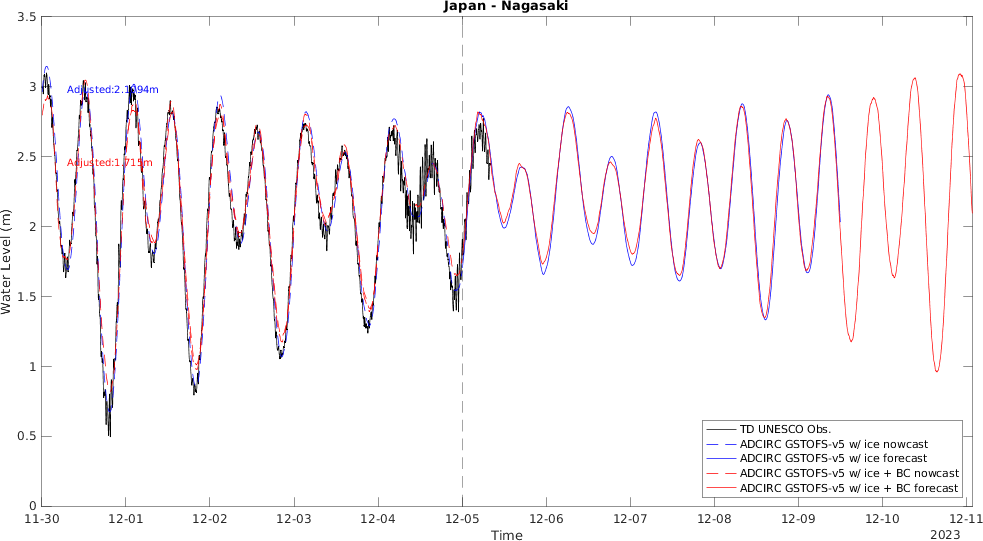 Japan - Nagasaki
3.5
3
2.5
2
1.5
1
0.5
0
Water Level (m)
Adjusted:1.715m
TD UNESCO Obs.
ADCIRC GSTOFS-v5 w/ ice nowcast
ADCIRC GSTOFS-v5 w/ ice forecast
ADCIRC GSTOFS-v5 w/ ice + BC nowcast
ADCIRC GSTOFS-v5 w/ ice + BC forecast
11-30 12-01 12-02 12-03 12-04 12-05 12-06 12-07 12-08 12-09 12-10 12-11
Time
2023